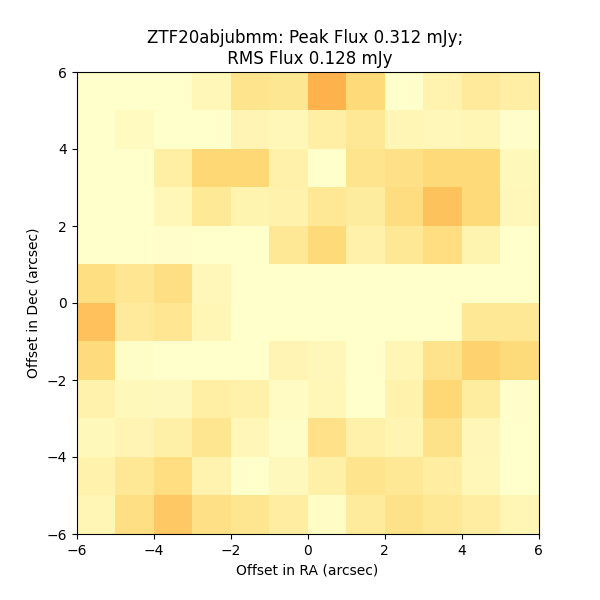 ZTF20abjubmm: Peak Flux 0.312 mJy;
RMS Flux 0.128 mJy
6
4
2
0
−2
−4
−6
Offset in Dec (arcsec)
−6 −4 −2 0 2 4 6
Offset in RA (arcsec)